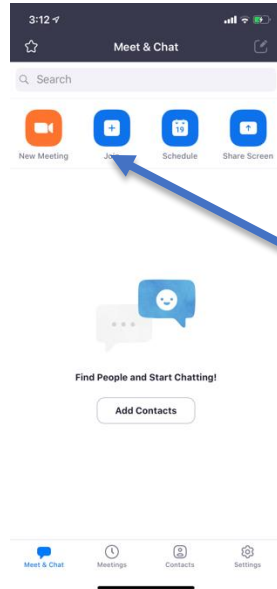 3:12
Meet & Chat
Search
19
New Meeting
Join
Schedule
Share Screen
Find People and Start Chatting!
Add Contacts
Meet & Chat
Meetings
Contacts
Settings